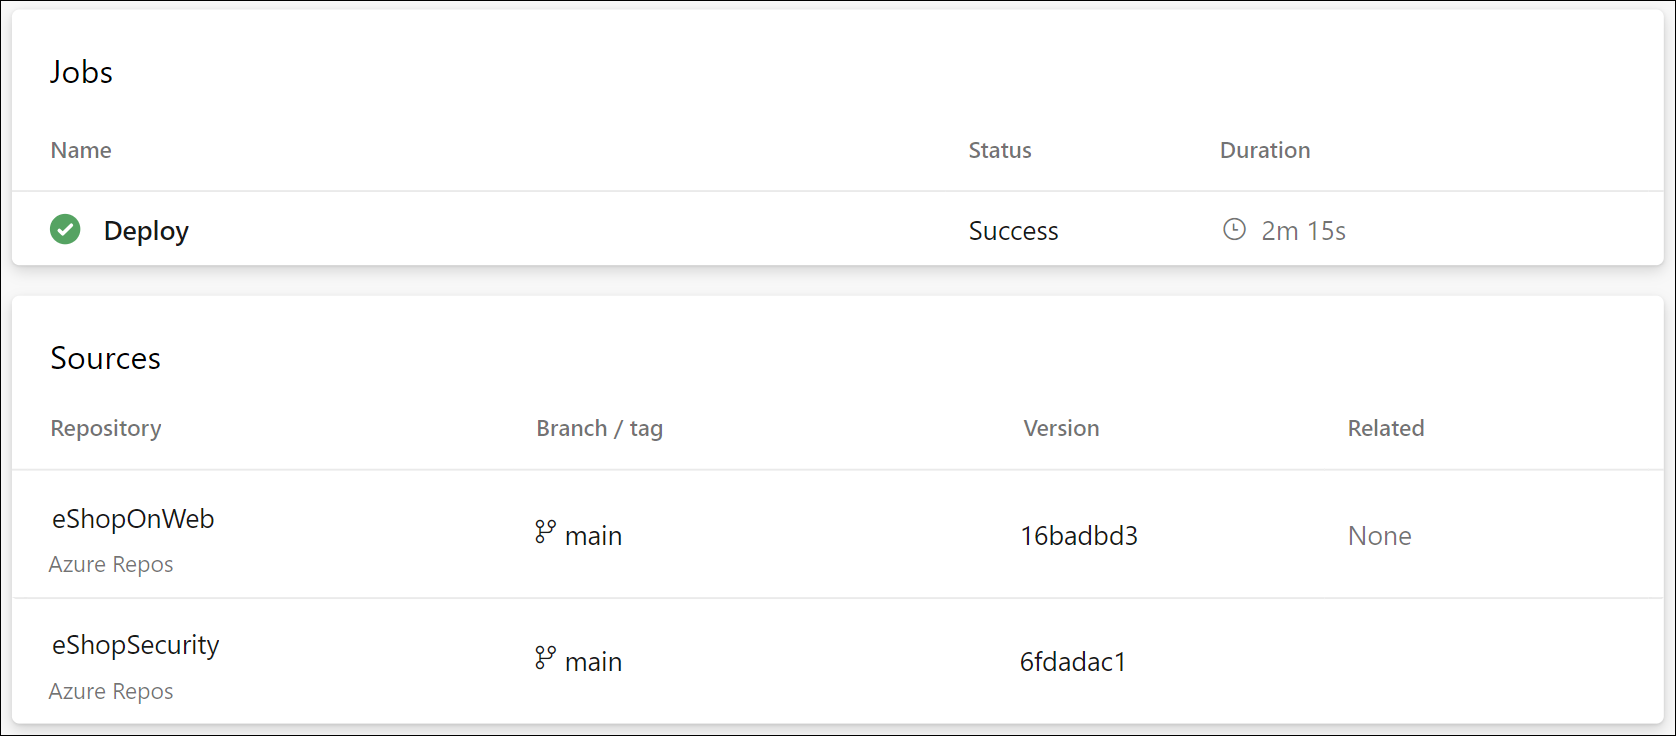 Jobs
Name Status Duration
Deploy Success 2m 15s
Sources
Repository Branch / tag Version Related
eShopOnWeb
main 16badbd3 None
Azure Repos
eShopSecurity
main 6fdadac1
Azure Repos